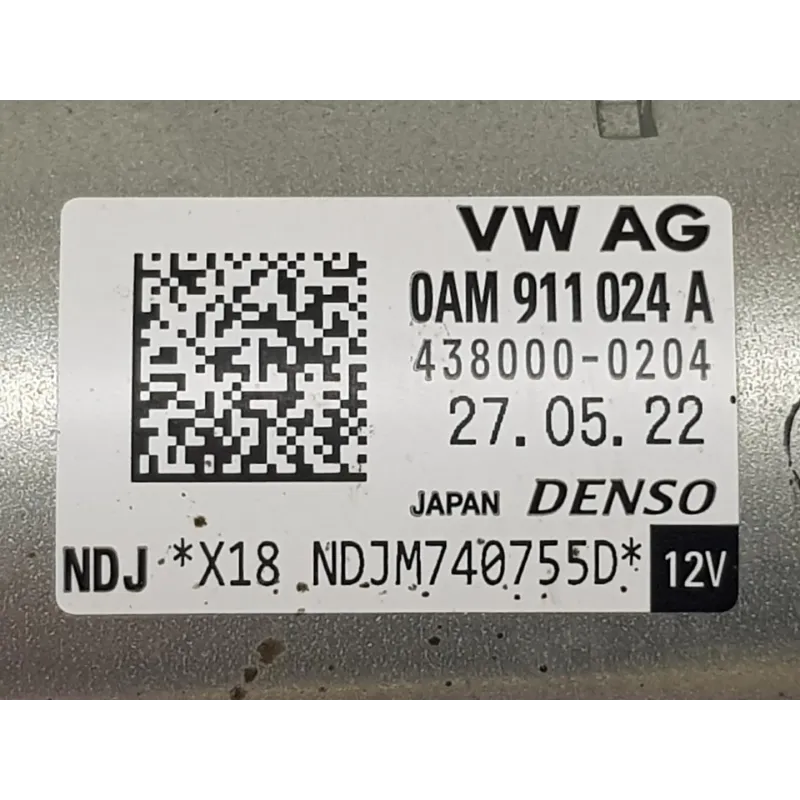 VW AG
0AM 911 024 A
438000-0204
27.05.22
JAPAN DENSO
NDJ *X18 NDJM740755D* 12V